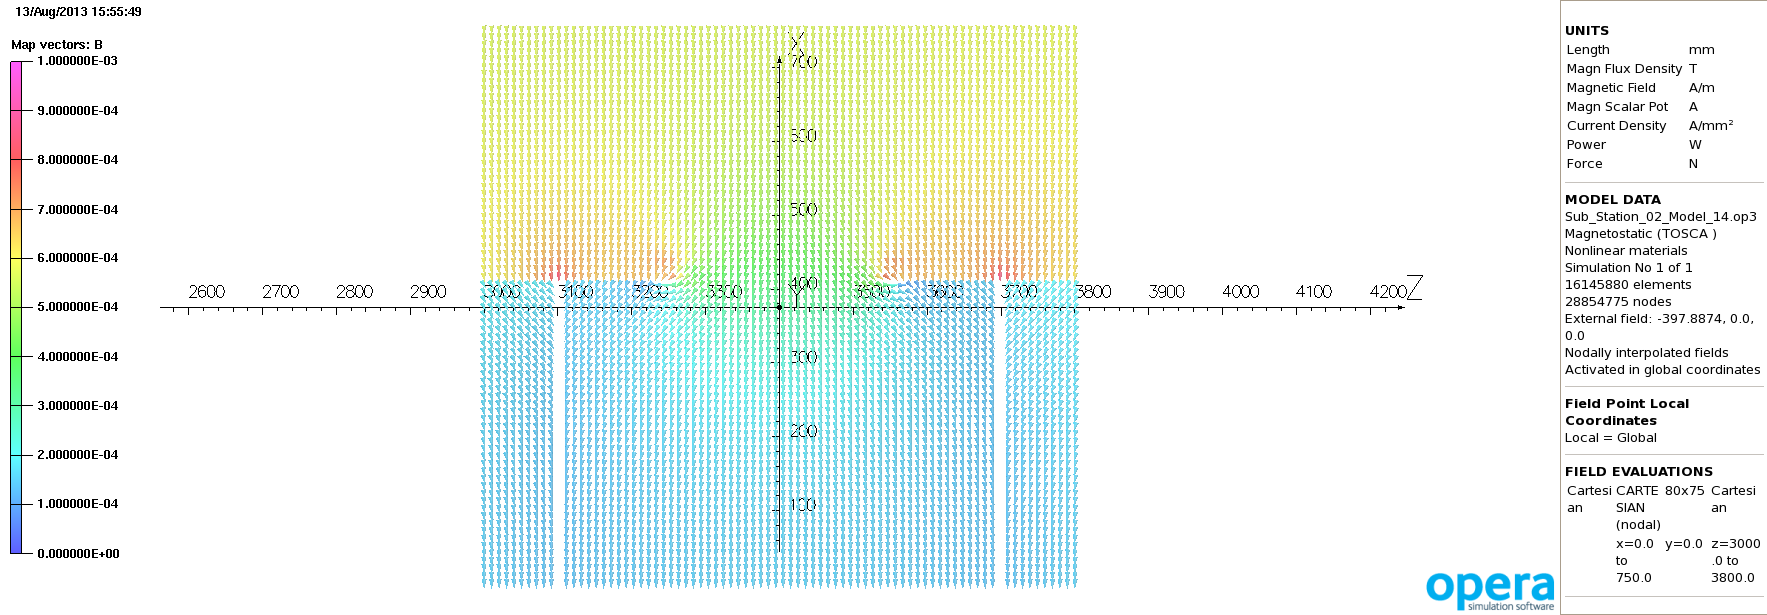 13/Aug/2013 15:55:49
Map vectors: B
1.000000E-03
9.000000E-04
8.000000E-04
7.000000E-04
6.000000E-04
5.000000E-04
4.000000E-04
3.000000E-04
2.000000E-04
1.000000E-04
0.000000E+00
X
700
600
500
400
300
200
100
Y
2600 2700 2800 2900 3000 3100 3200 3300 3500 3600 3700 3800 3900 4000 4100 4200 Z
UNITS
Length mm
Magn Flux Density T
Magnetic Field A/m
Magn Scalar Pot A
Current Density A/mm²
Power W
Force N
MODEL DATA
Sub_Station_02_Model_14.op3
Magnetostatic (TOSCA )
Nonlinear materials
Simulation No 1 of 1
16145880 elements
28854775 nodes
External field: -397.8874, 0.0,
0.0
Nodally interpolated fields
Activated in global coordinates
Field Point Local
Coordinates
Local = Global
FIELD EVALUATIONS
Cartesi CARTE 80x75 Cartesi
an SIAN an
(nodal)
x=0.0 y=0.0 z=3000
to .0 to
750.0 3800.0
opera
simulation software